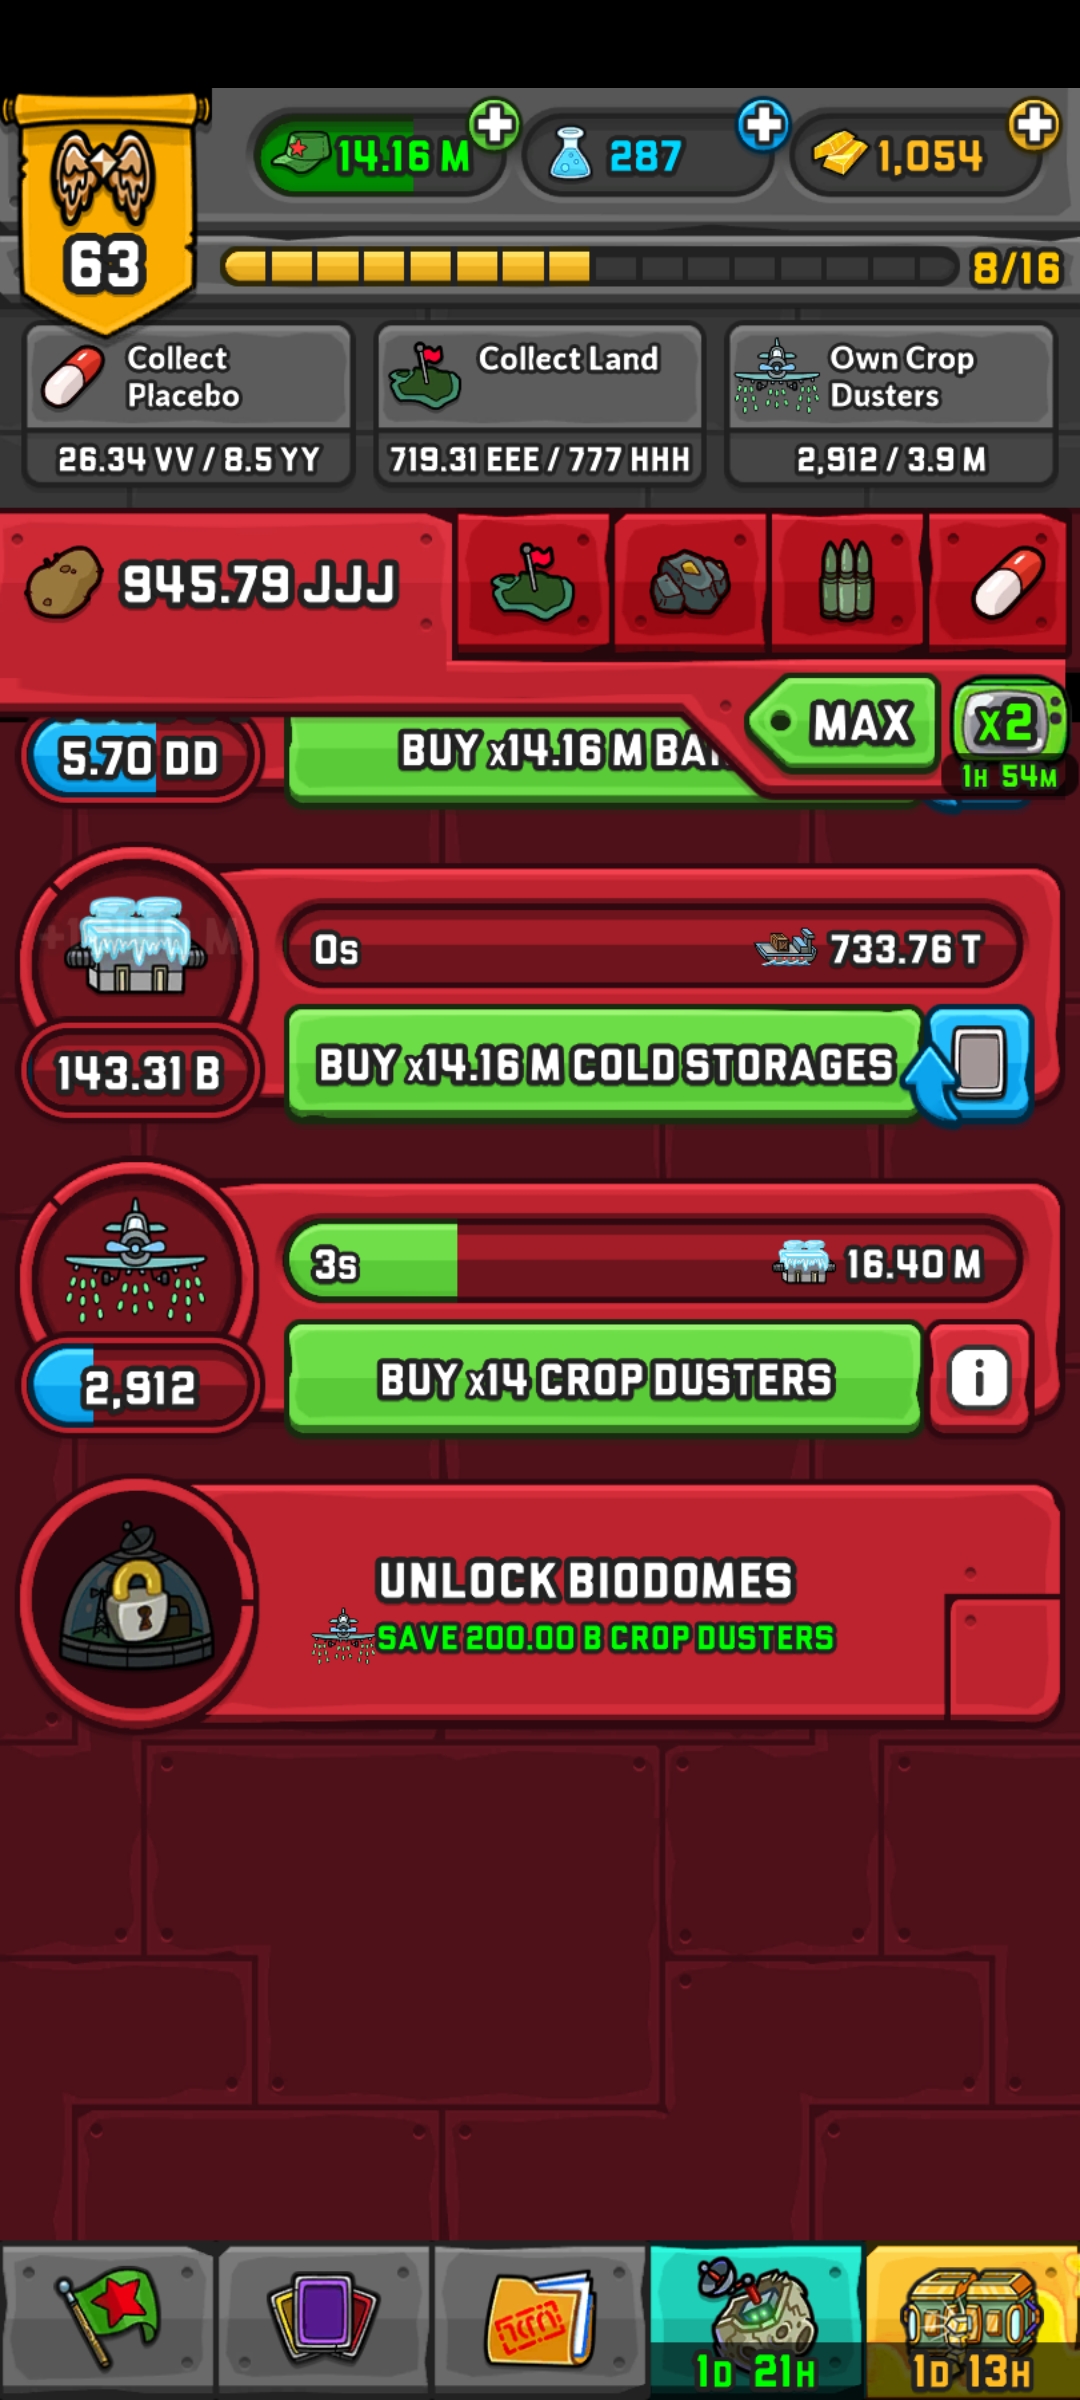 14.16 M
287
1,054
63
8/16
Collect
Placebo
26.34 VV / 8.5 YY
Collect Land
719.31 EEE / 777 HHH
Own Crop
Dusters
2,912 / 3.9 M
945.79 JJJ
MAX
x2
1H 54M
5.70 DD
BUY x14.16 M
0s
733.76 T
143.31 B
BUY x14.16 M COLD STORAGES
3s
16.40 M
2,912
BUY x14 CROP DUSTERS
i
UNLOCK BIODOMES
SAVE 200.00 B CROP DUSTERS
1D 21H
1D 13H